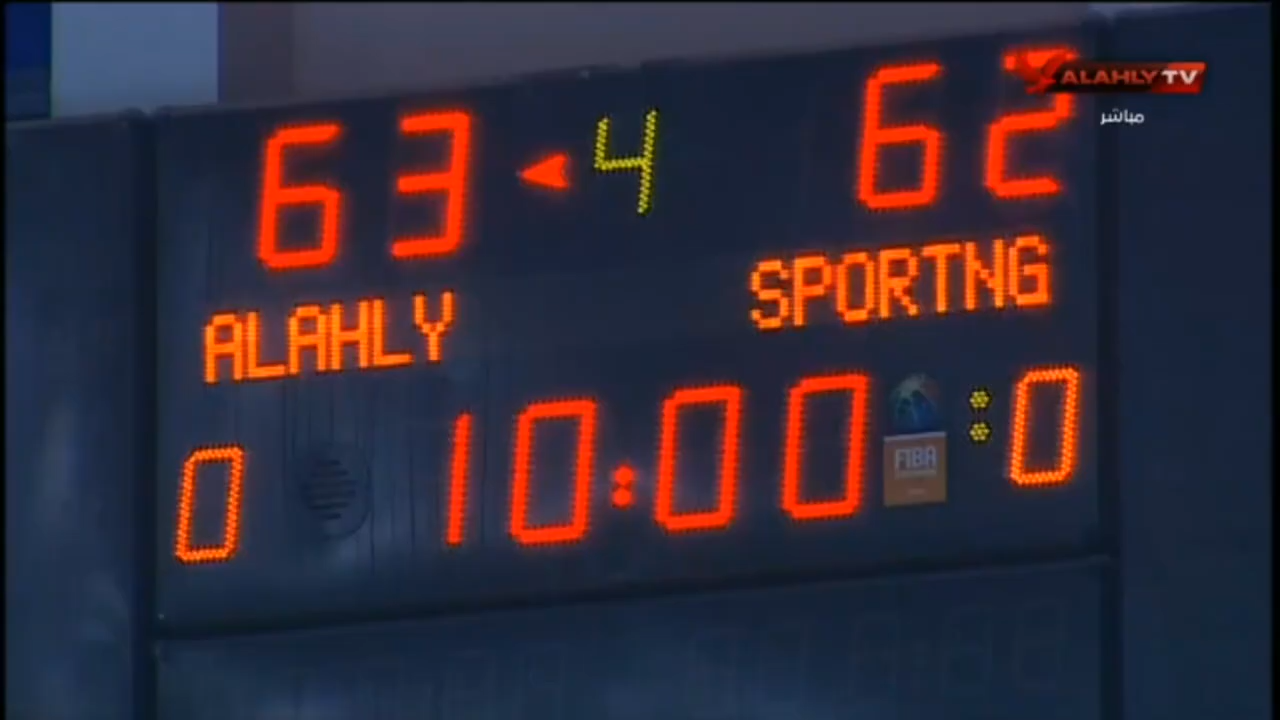 63 4 62
ALAHLY TV
مباشر
ALAHLY SPORTNG
0 10:00 : 0
FIBA